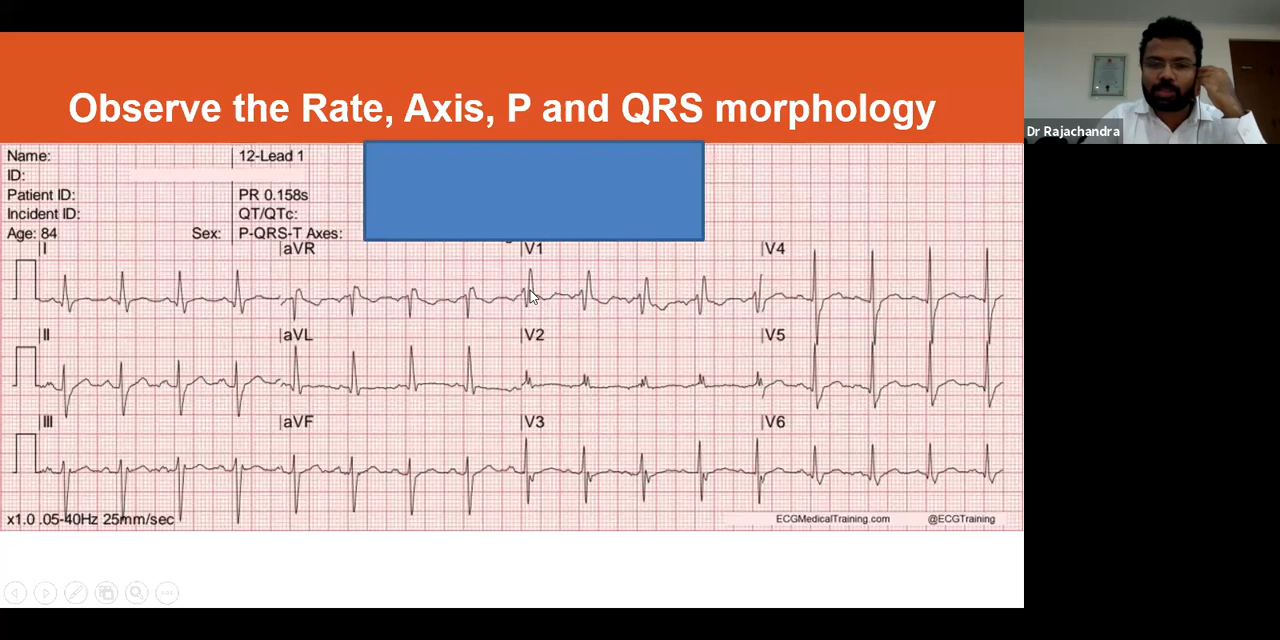 Observe the Rate, Axis, P and QRS morphology
Dr Rajachandra
Name: 12-Lead 1
ID:
Patient ID: PR 0.158s
Incident ID: QT/QTc:
Age: 84 Sex: P-QRS-T Axes:
I aVR V1 V4
II aVL V2 V5
III aVF V3 V6
x1.0 .05-40Hz 25mm/sec ECGMedicalTraining.com @ECGTraining